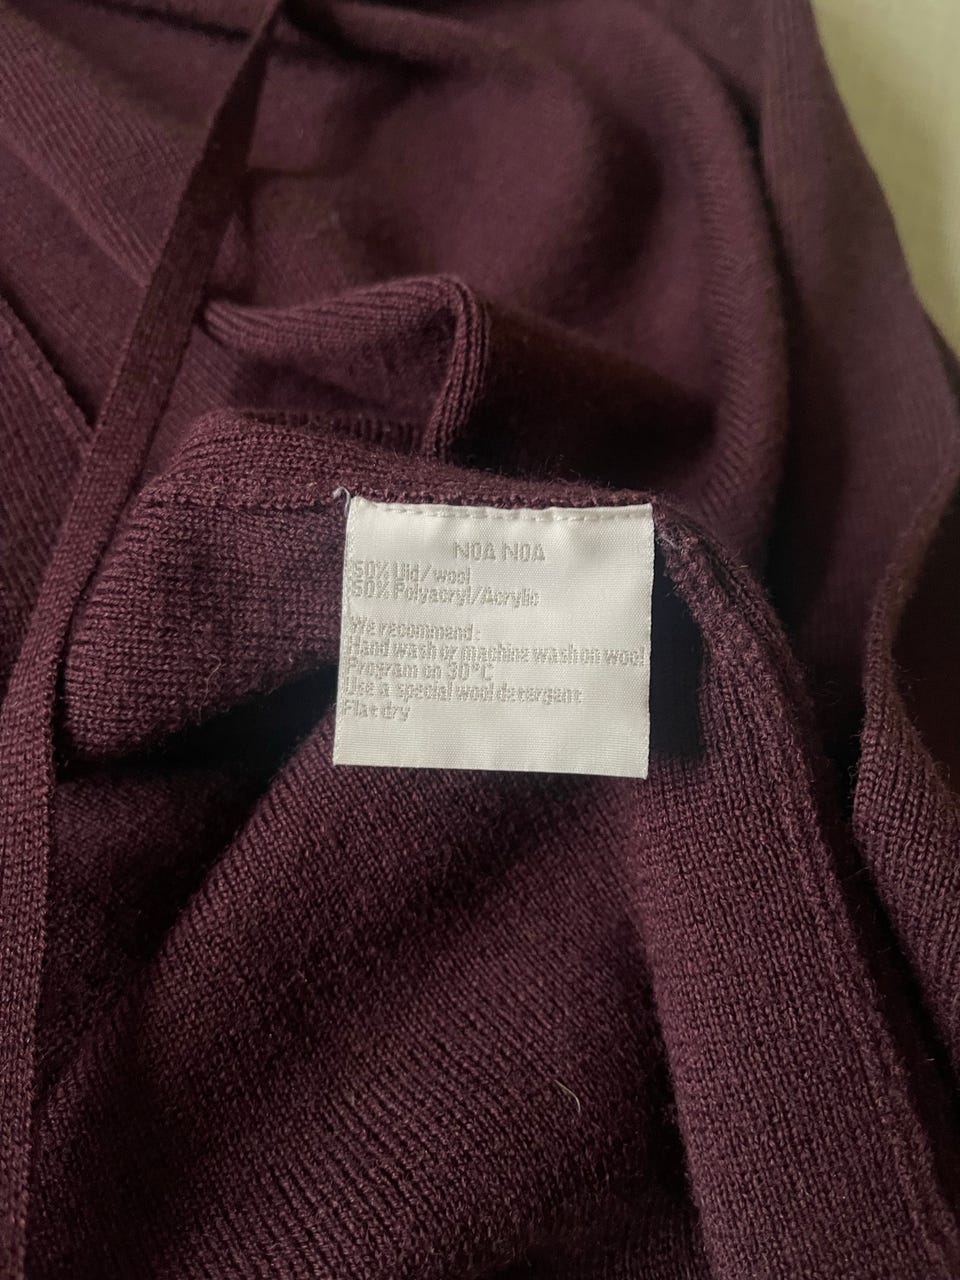 NOA NOA
50% Uld/wool
50% Polyacryl/Acrylic
We recommend:
Hand wash or machine wash on wool
Program on 30°C
Use a special wool detergent
Flat dry